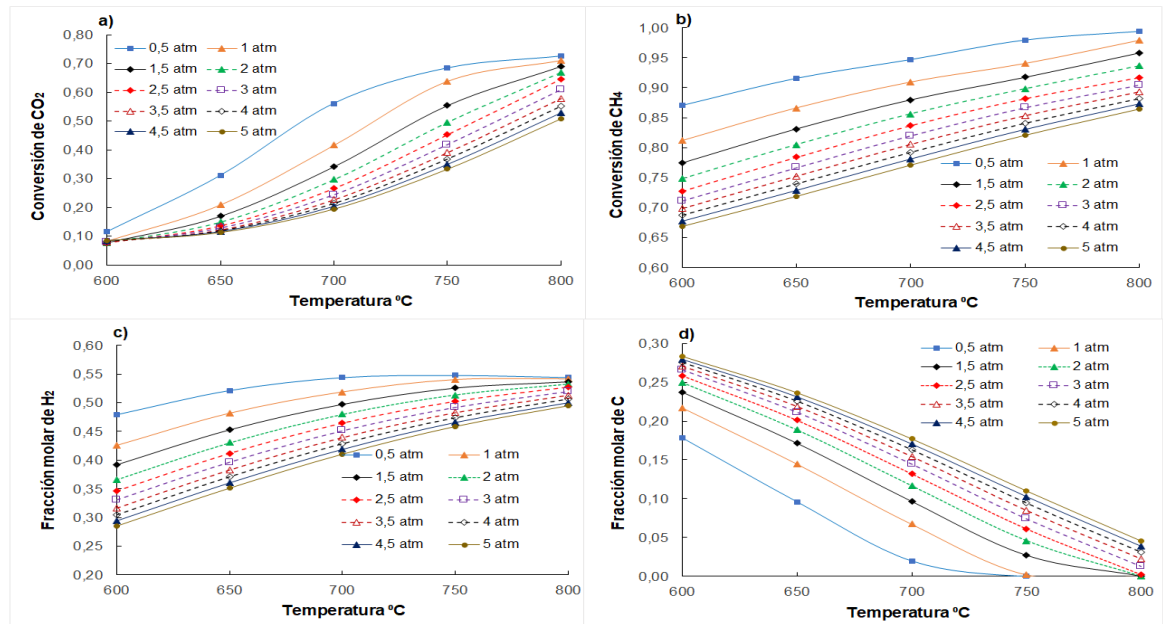 a)
Conversión de CO₂
0,80
0,70
0,60
0,50
0,40
0,30
0,20
0,10
0,00
0,5 atm 1 atm
1,5 atm 2 atm
2,5 atm 3 atm
3,5 atm 4 atm
4,5 atm 5 atm
600 650 700 750 800
Temperatura ºC
b)
Conversión de CH₄
1,00
0,95
0,90
0,85
0,80
0,75
0,70
0,65
0,60
0,5 atm 1 atm
1,5 atm 2 atm
2,5 atm 3 atm
3,5 atm 4 atm
4,5 atm 5 atm
600 650 700 750 800
Temperatura ºC
c)
Fracción molar de H₂
0,60
0,55
0,50
0,45
0,40
0,35
0,30
0,25
0,20
0,5 atm 1 atm
1,5 atm 2 atm
2,5 atm 3 atm
3,5 atm 4 atm
4,5 atm 5 atm
600 650 700 750 800
Temperatura ºC
d)
Fracción molar de C
0,30
0,25
0,20
0,15
0,10
0,05
0,00
0,5 atm 1 atm
1,5 atm 2 atm
2,5 atm 3 atm
3,5 atm 4 atm
4,5 atm 5 atm
600 650 700 750 800
Temperatura ºC